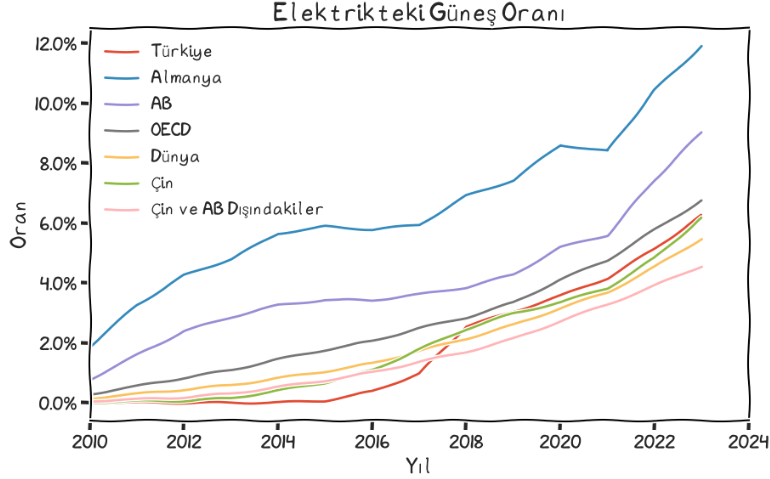 Elektrikteki Güneş Oranı
12.0%
10.0%
8.0%
6.0%
4.0%
2.0%
0.0%
Oran
Türkiye
Almanya
AB
OECD
Dünya
Çin
Çin ve AB Dışındakiler
2010 2012 2014 2016 2018 2020 2022 2024
Yıl